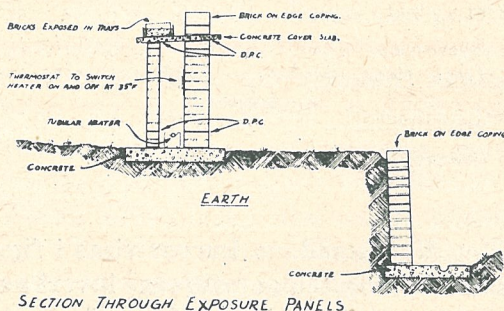 BRICK ON EDGE COPING.
BRICKS EXPOSED IN TRAYS
CONCRETE COVER SLAB.
D.P.C.
THERMOSTAT TO SWITCH
HEATER ON AND OFF AT 35°F
TUBULAR HEATER
D.P.C
BRICK ON EDGE COPING
CONCRETE
EARTH
CONCRETE
SECTION THROUGH EXPOSURE PANELS